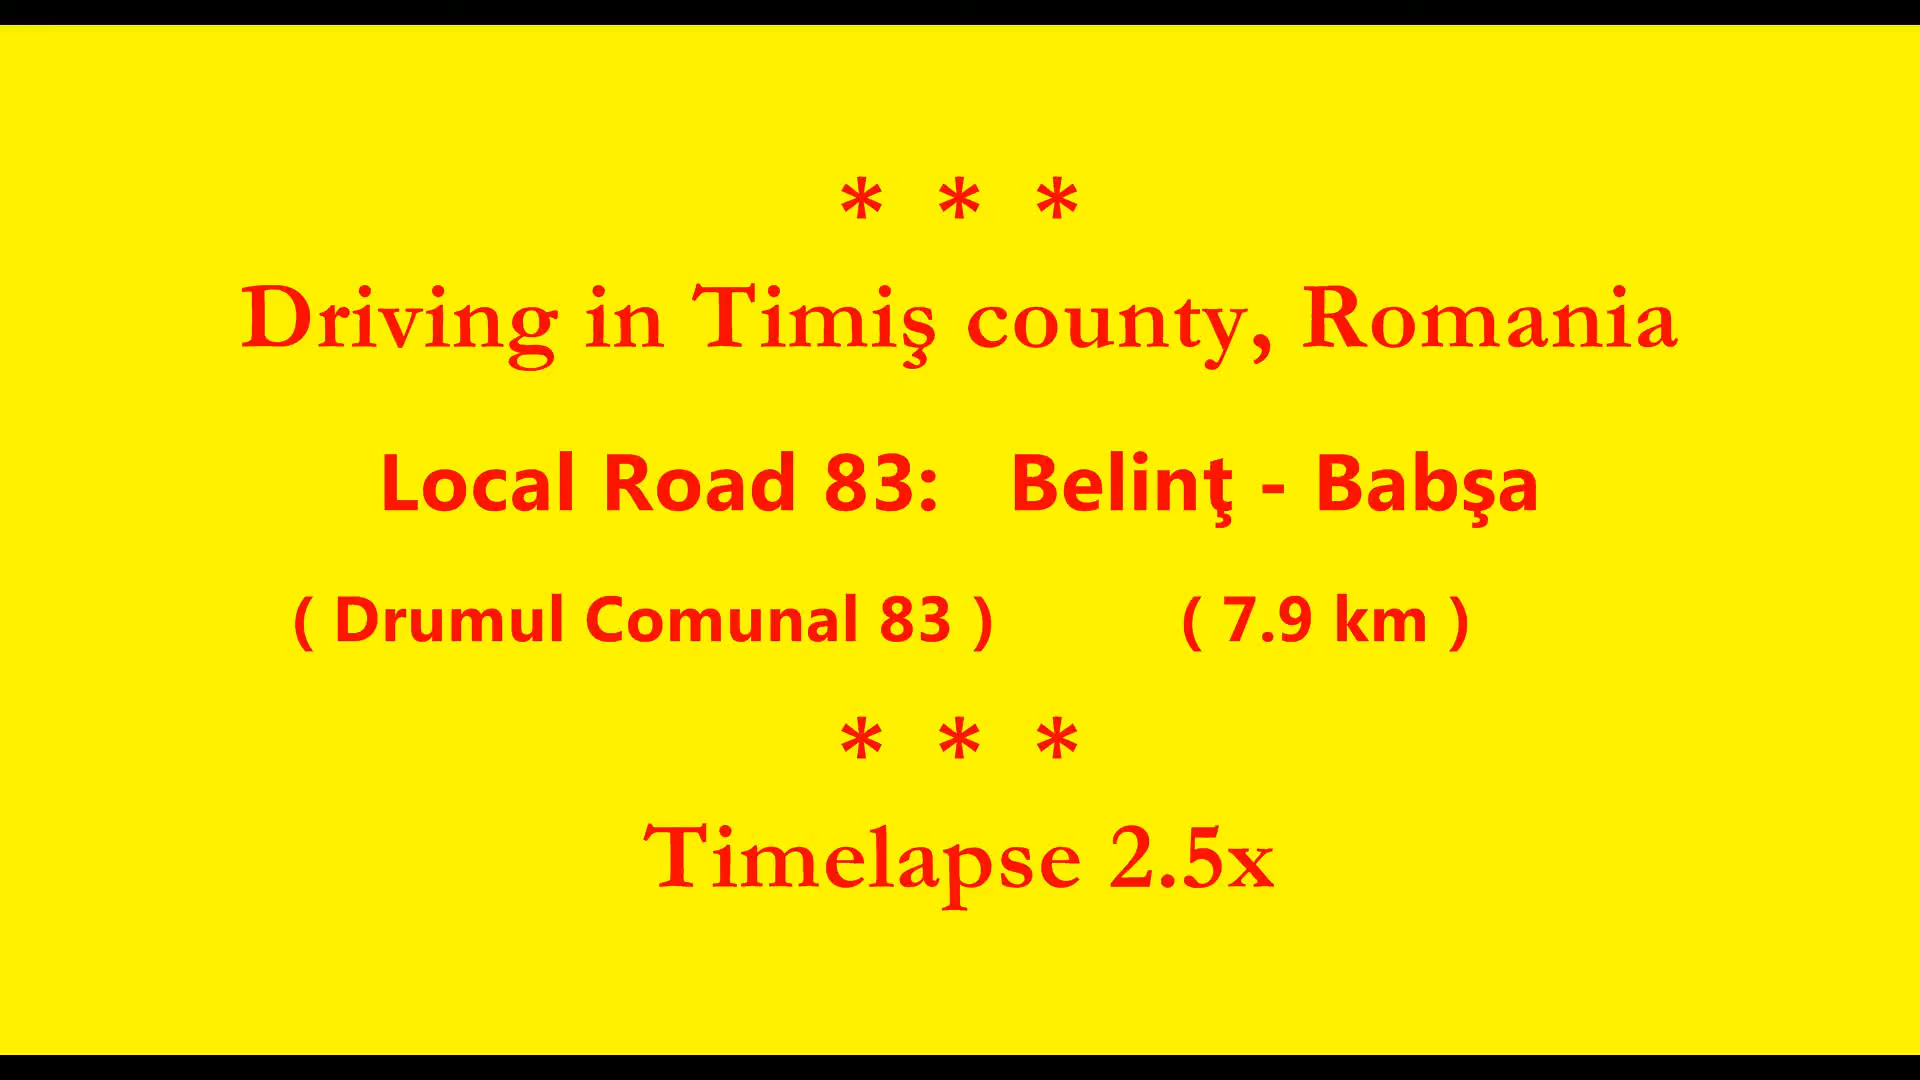 * * *
Driving in Timiş county, Romania
Local Road 83: Belinţ - Babşa
( Drumul Comunal 83 ) ( 7.9 km )
* * *
Timelapse 2.5x